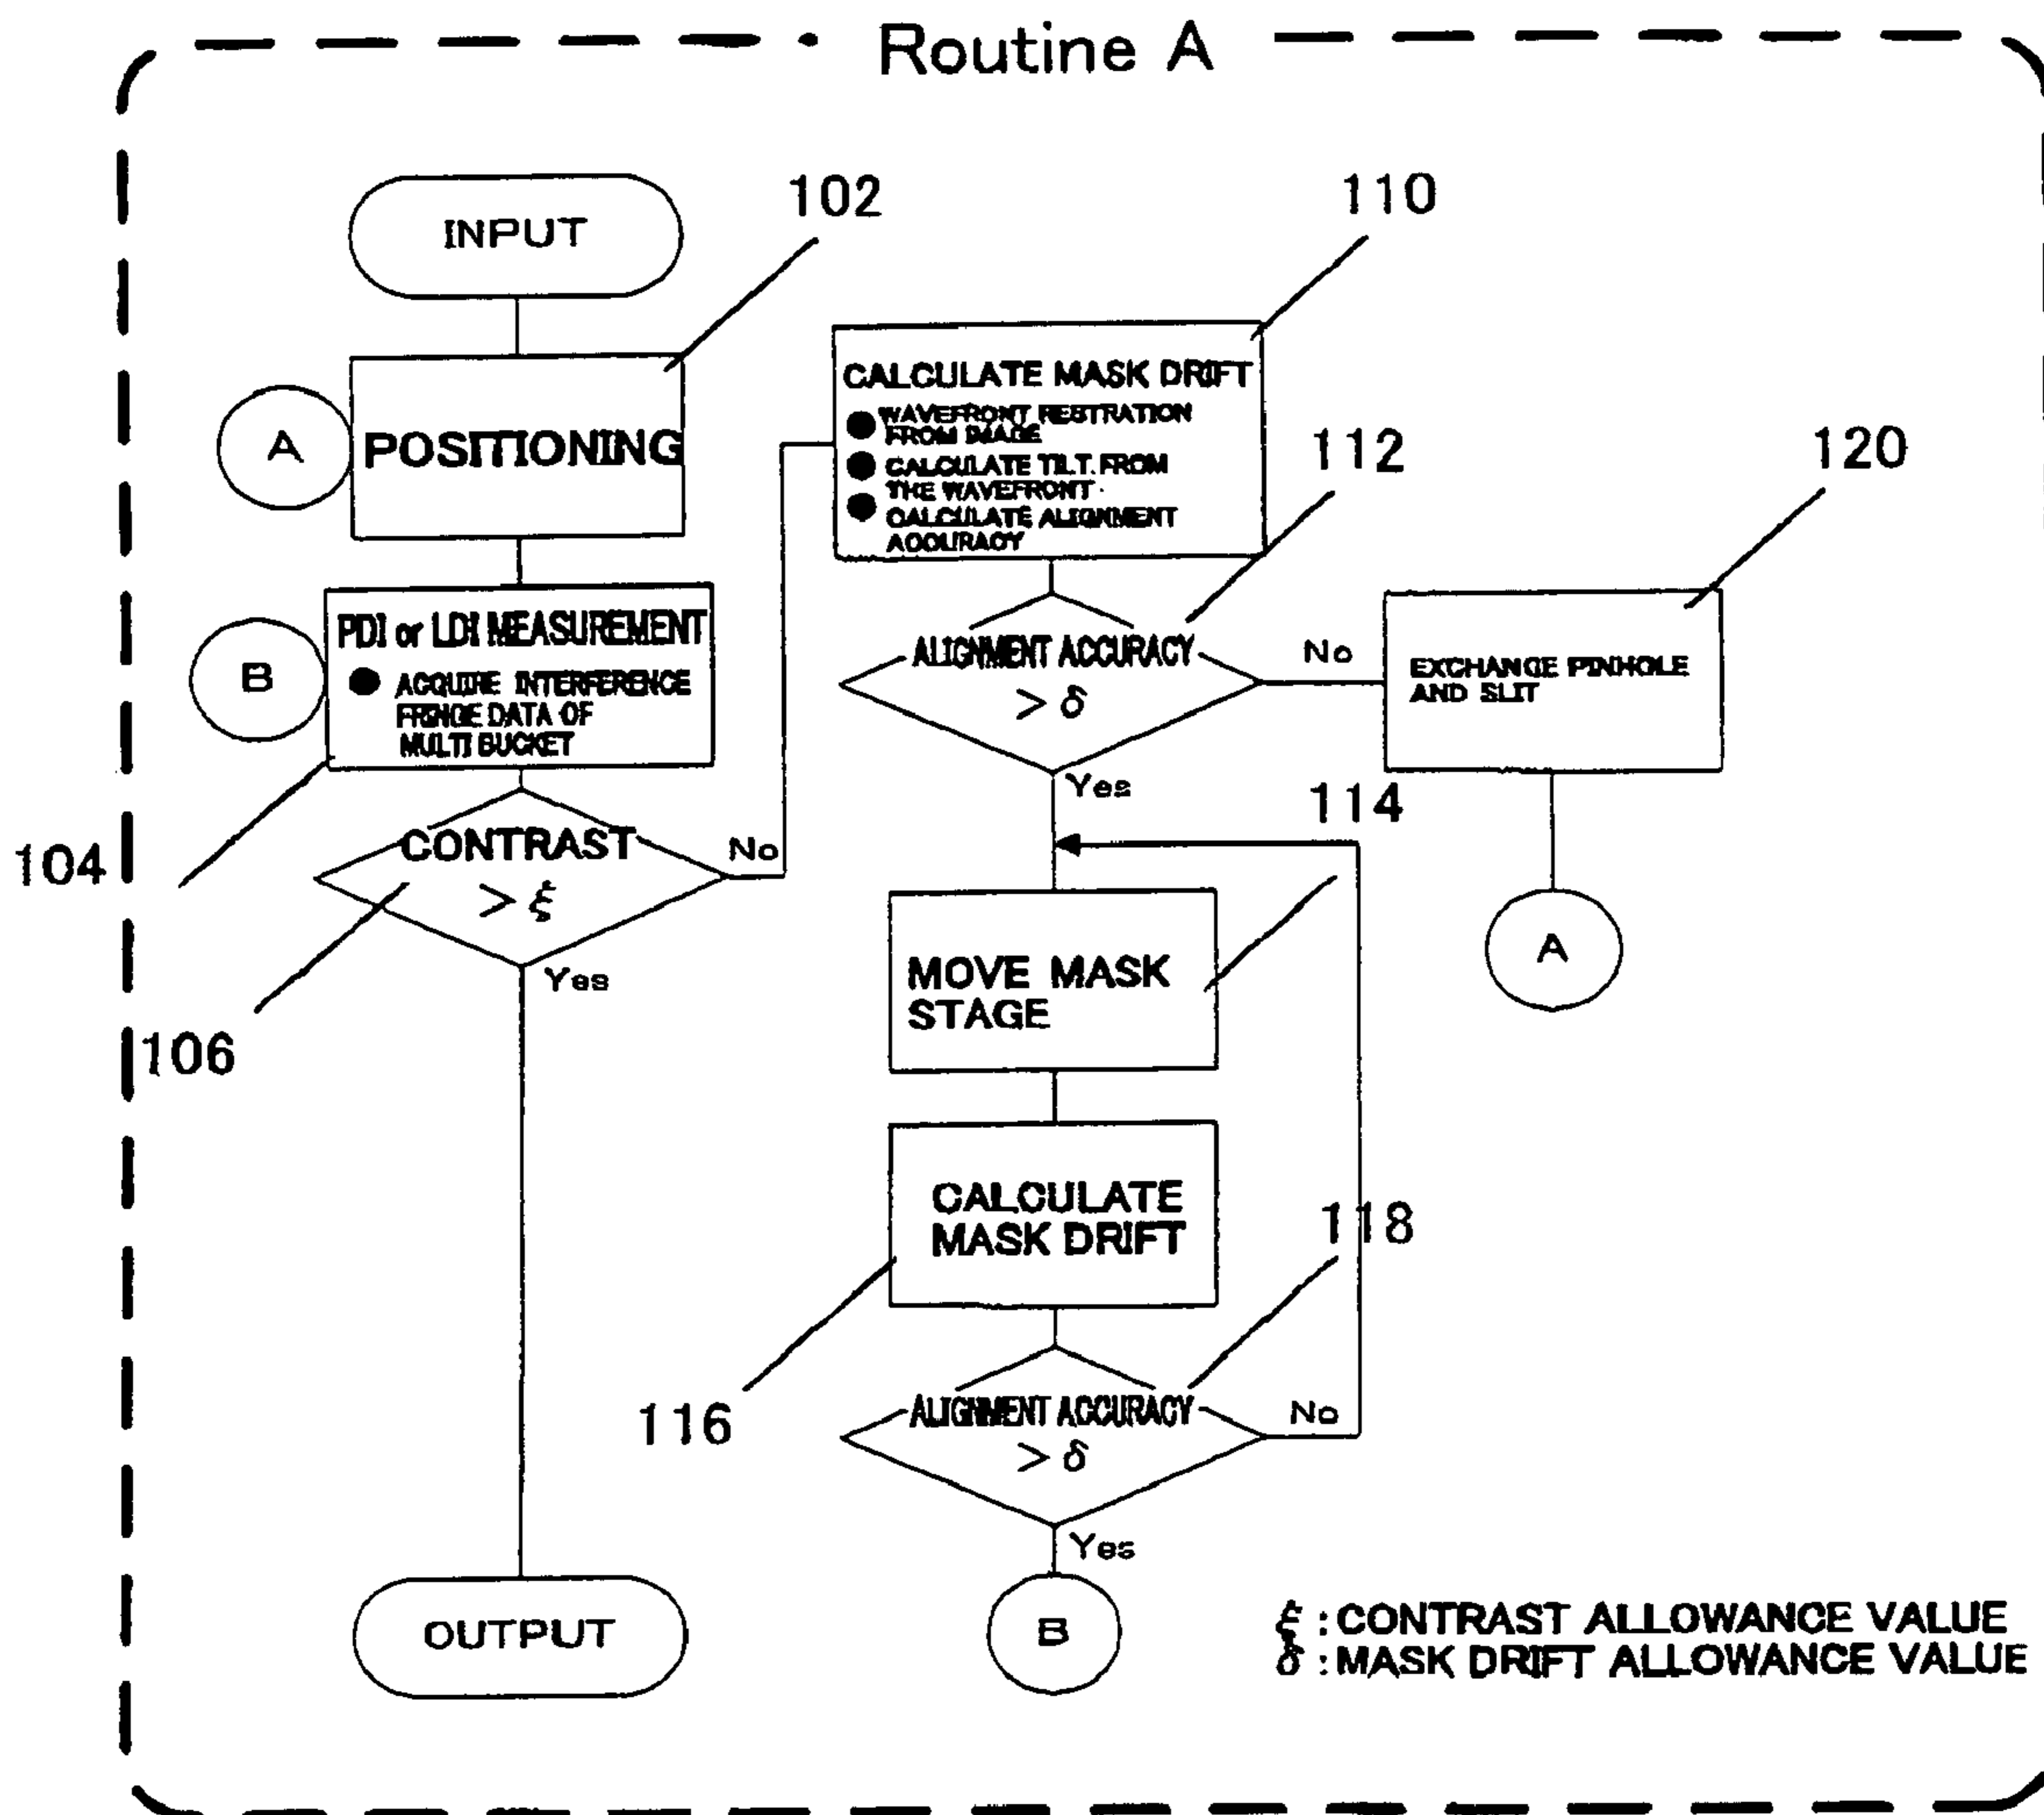 Routine A
INPUT
102
A
POSITIONING
B
PDI or LDI MEASUREMENT
● ACQUIRE INTERFERENCE
FRINGE DATA OF
MULTI BUCKET
104
CONTRAST
> ξ
No
Yes
106
OUTPUT
110
CALCULATE MASK DRIFT
● WAVEFRONT RESTRATION
FROM IMAGE
● CALCULATE TILT FROM
THE WAVEFRONT
● CALCULATE ALIGNMENT
ACCURACY
112
ALIGNMENT ACCURACY
> δ
No
Yes
120
EXCHANGE PINHOLE
AND SLIT
A
114
MOVE MASK
STAGE
CALCULATE
MASK DRIFT
116
118
ALIGNMENT ACCURACY
> δ
No
Yes
B
ξ : CONTRAST ALLOWANCE VALUE
δ : MASK DRIFT ALLOWANCE VALUE